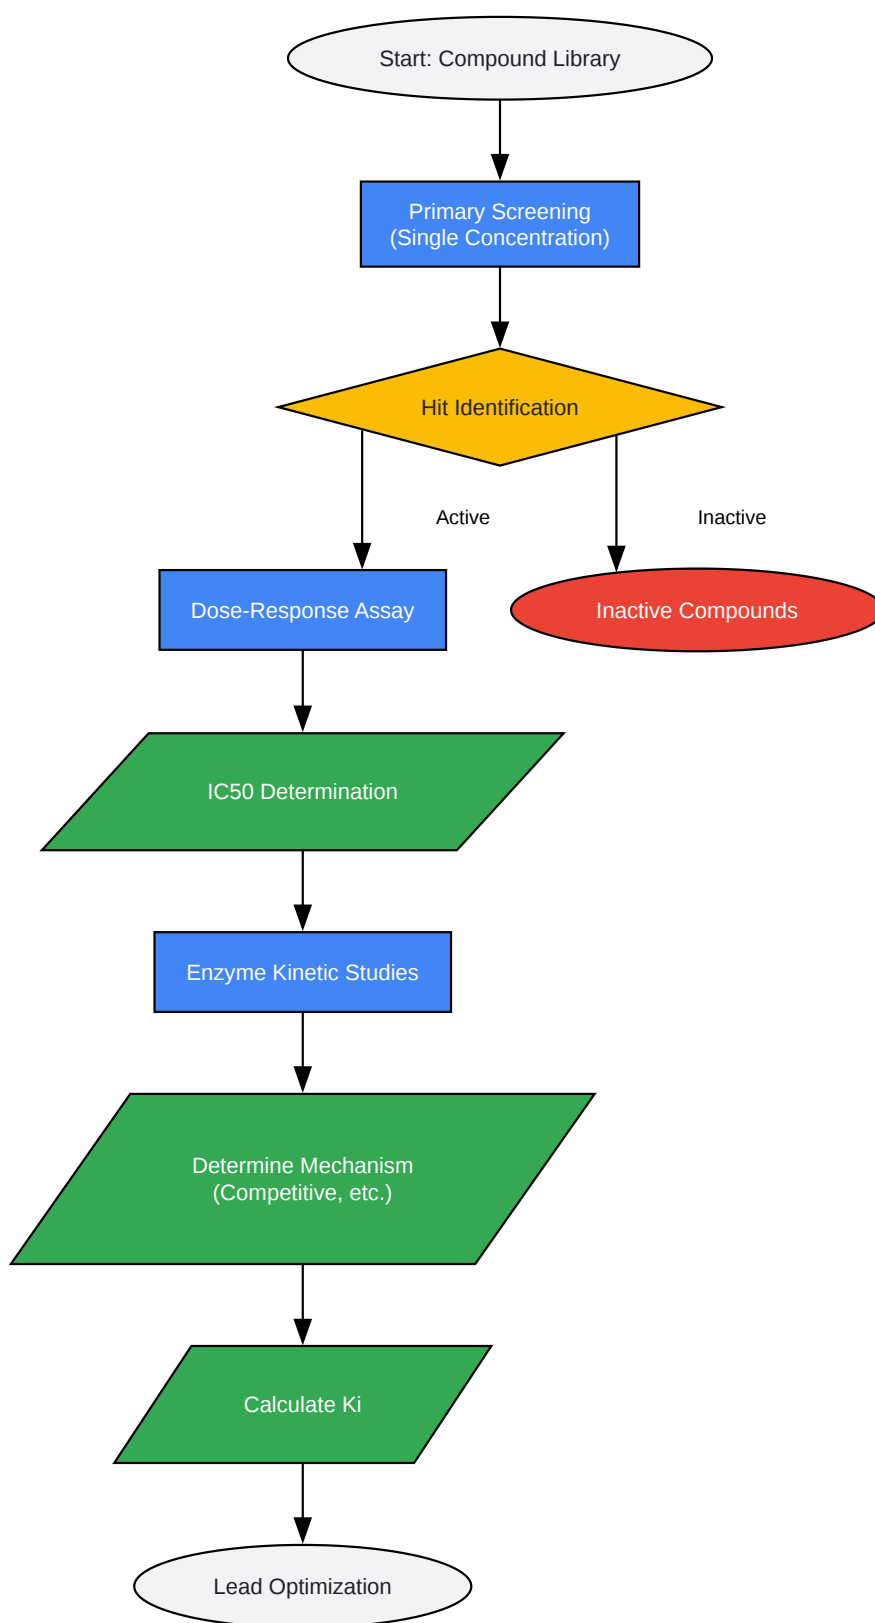 Start: Compound Library
Primary Screening
(Single Concentration)
Hit Identification
Active
Inactive
Dose-Response Assay
Inactive Compounds
IC50 Determination
Enzyme Kinetic Studies
Determine Mechanism
(Competitive, etc.)
Calculate Ki
Lead Optimization